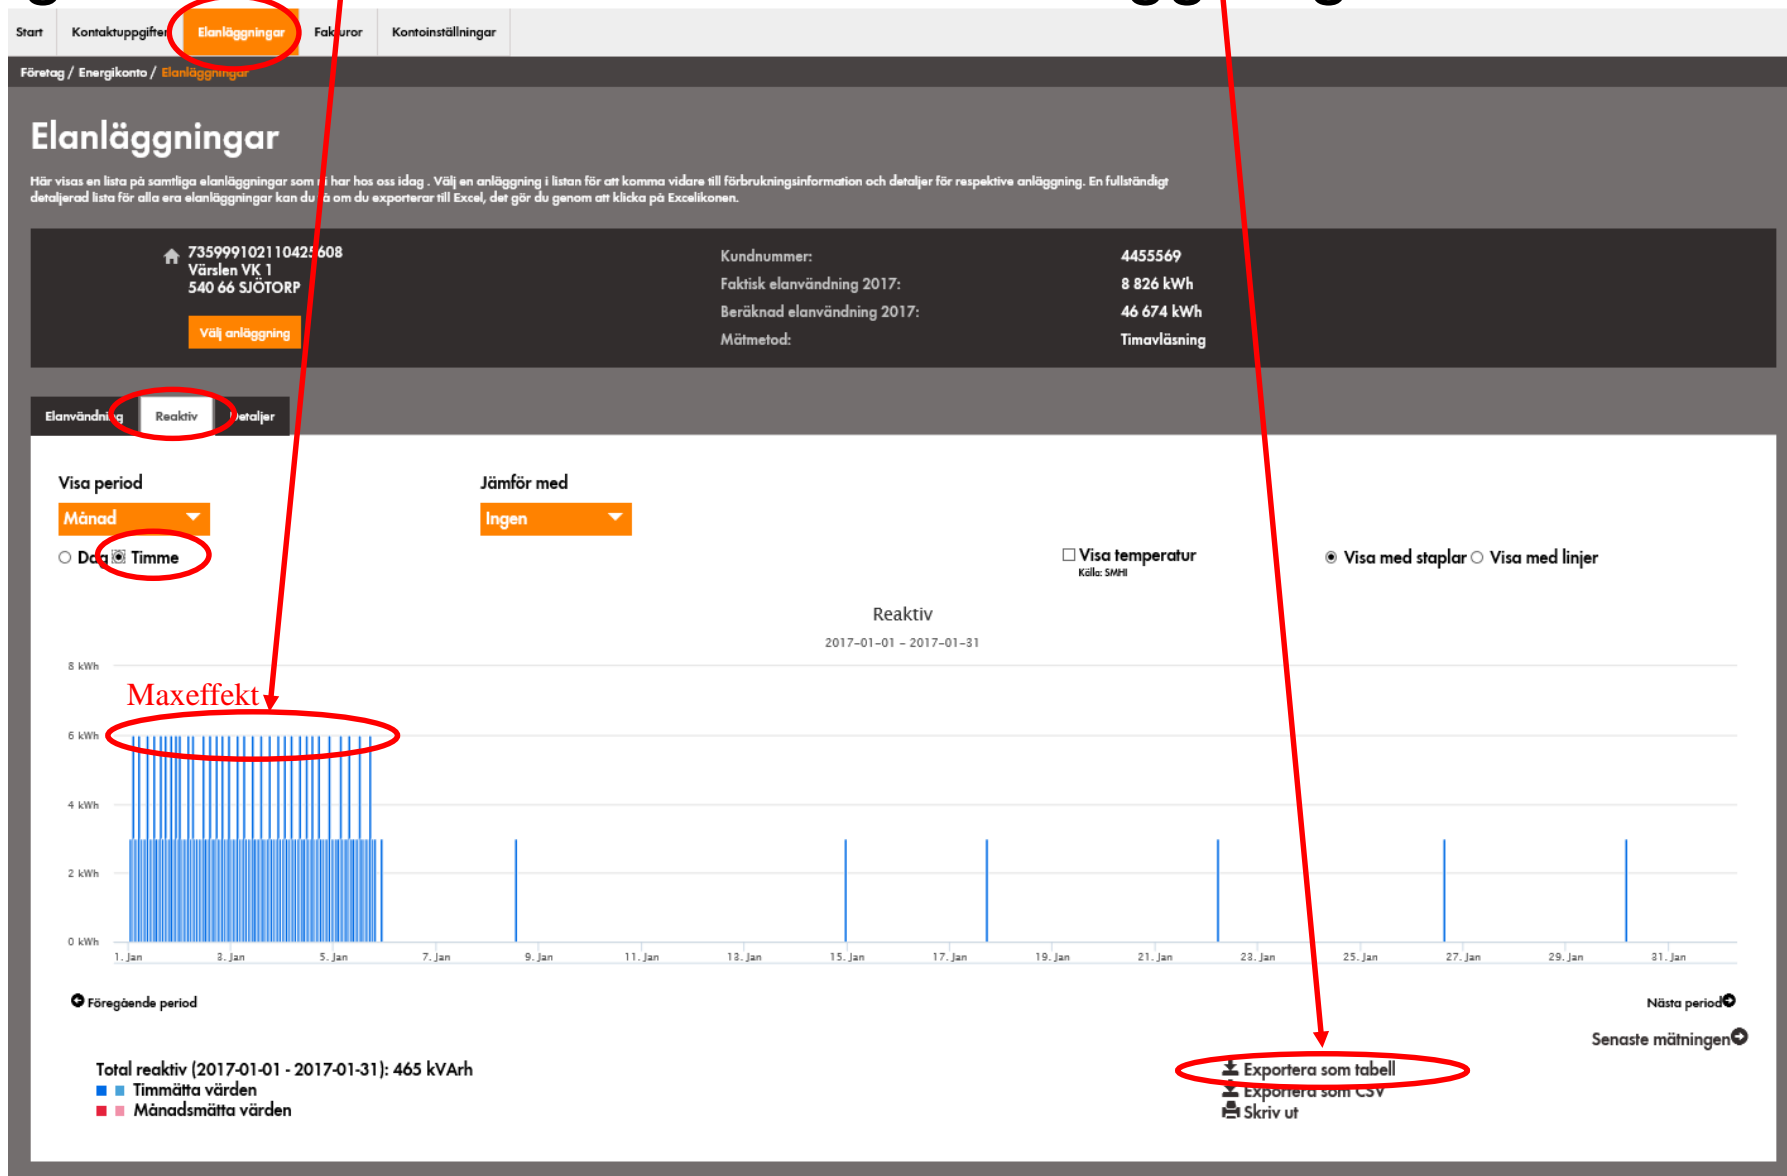 Start Kontaktuppgifter Elanläggningar Fakturor Kontoinställningar
Företag / Energikonto / Elanläggningar
Elanläggningar
Här visas en lista på samtliga elanläggningar som ni har hos oss idag . Välj en anläggning i listan för att komma vidare till förbrukningsinformation och detaljer för respektive anläggning. En fullständigt
detaljerad lista för alla era elanläggningar kan du få om du exporterar till Excel, det gör du genom att klicka på Excelikonen.
735999102110425608
Värslen VK 1
540 66 SJÖTORP
Välj anläggning
Kundnummer: 4455569
Faktisk elanvändning 2017: 8 826 kWh
Beräknad elanvändning 2017: 46 674 kWh
Mätmetod: Timavläsning
Elanvändning Reaktiv Detaljer
Visa period Jämför med
Månad Ingen
Dag Timme Visa temperatur Visa med staplar Visa med linjer
Källa: SMHI
Reaktiv
2017-01-01 - 2017-01-31
8 kWh
Maxeffekt
6 kWh
4 kWh
2 kWh
0 kWh
1. Jan 3. Jan 5. Jan 7. Jan 9. Jan 11. Jan 13. Jan 15. Jan 17. Jan 19. Jan 21. Jan 23. Jan 25. Jan 27. Jan 29. Jan 31. Jan
Föregående period Nästa period
Senaste mätningen
Total reaktiv (2017-01-01 - 2017-01-31): 465 kVArh
Timmätta värden
Månadsmätta värden
Exportera som tabell
Exportera som CSV
Skriv ut